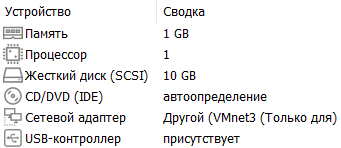 Устройство Сводка
Память 1 GB
Процессор 1
Жесткий диск (SCSI) 10 GB
CD/DVD (IDE) автоопределение
Сетевой адаптер Другой (VMnet3 (Только для)
USB-контроллер присутствует